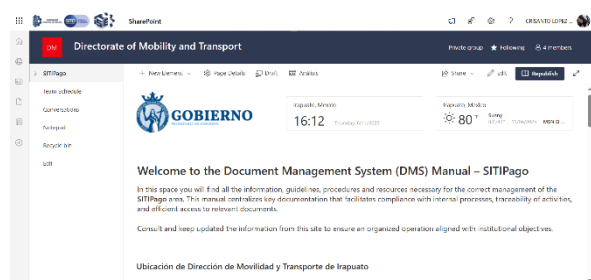 SharePoint
CRISANTO LOPEZ ...
DM
Directorate of Mobility and Transport
Private group
Following
4 members
SITIPago
Team schedule
Conversations
Notepad
Recycle bin
Edit
Page Details
Draft
Share
Edit
Republish
GOBIERNO
Irapuato, Mexico
16:12
Irapuato, Mexico
80°
Sunny
Welcome to the Document Management System (DMS) Manual – SITIPago
In this space you will find all the information, guidelines, procedures and resources necessary for the correct management of the
SITIPago area. This manual centralizes key documentation that facilitates compliance with internal processes, traceability of activities,
and efficient access to relevant documents.
Consult and keep updated the information from this site to ensure an organized operation aligned with institutional objectives.
Ubicación de Dirección de Movilidad y Transporte de Irapuato